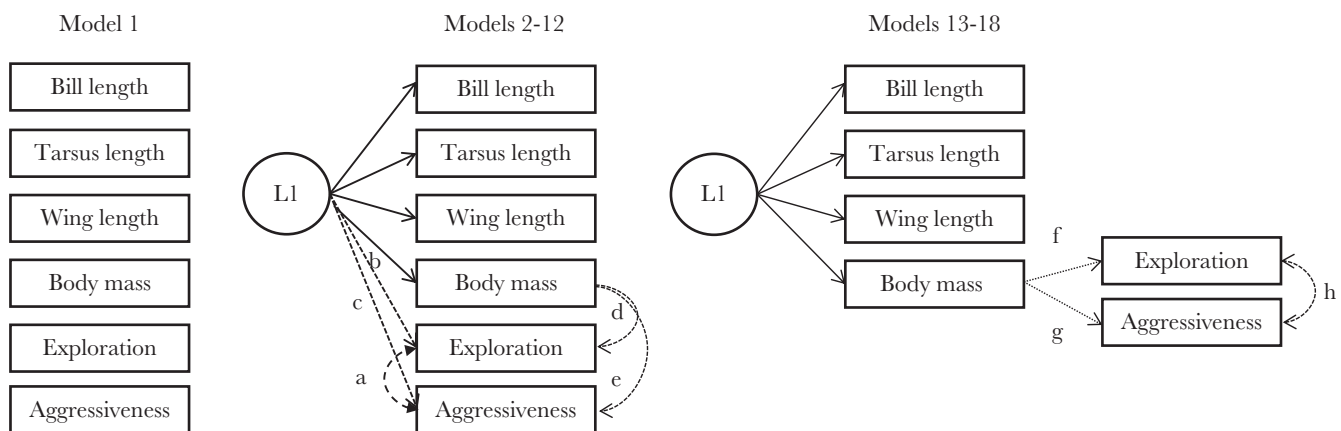 Model 1
Bill length
Tarsus length
Wing length
Body mass
Exploration
Aggressiveness
Models 2-12
L1
Bill length
Tarsus length
Wing length
Body mass
Exploration
Aggressiveness
b
c
a
d
e
Models 13-18
L1
Bill length
Tarsus length
Wing length
Body mass
f
g
Exploration
Aggressiveness
h